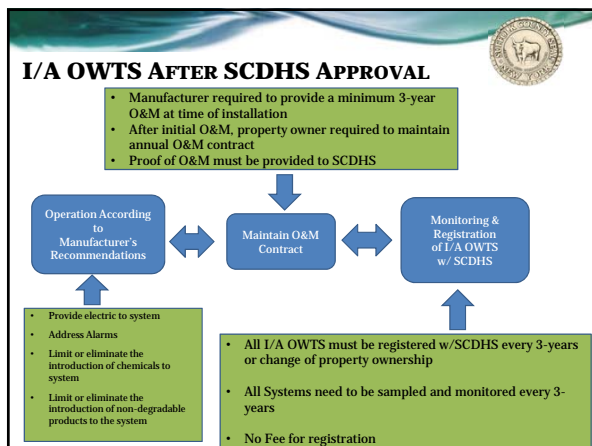 I/A OWTS AFTER SCDHS APPROVAL
• Manufacturer required to provide a minimum 3-year
O&M at time of installation
• After initial O&M, property owner required to maintain
annual O&M contract
• Proof of O&M must be provided to SCDHS
Operation According
to
Manufacturer's
Recommendations
Maintain O&M
Contract
Monitoring &
Registration
of I/A OWTS
w/ SCDHS
• Provide electric to system
• Address Alarms
• Limit or eliminate the
introduction of chemicals to
system
• Limit or eliminate the
introduction of non-degradable
products to the system
• All I/A OWTS must be registered w/SCDHS every 3-years
or change of property ownership
• All Systems need to be sampled and monitored every 3-
years
• No Fee for registration